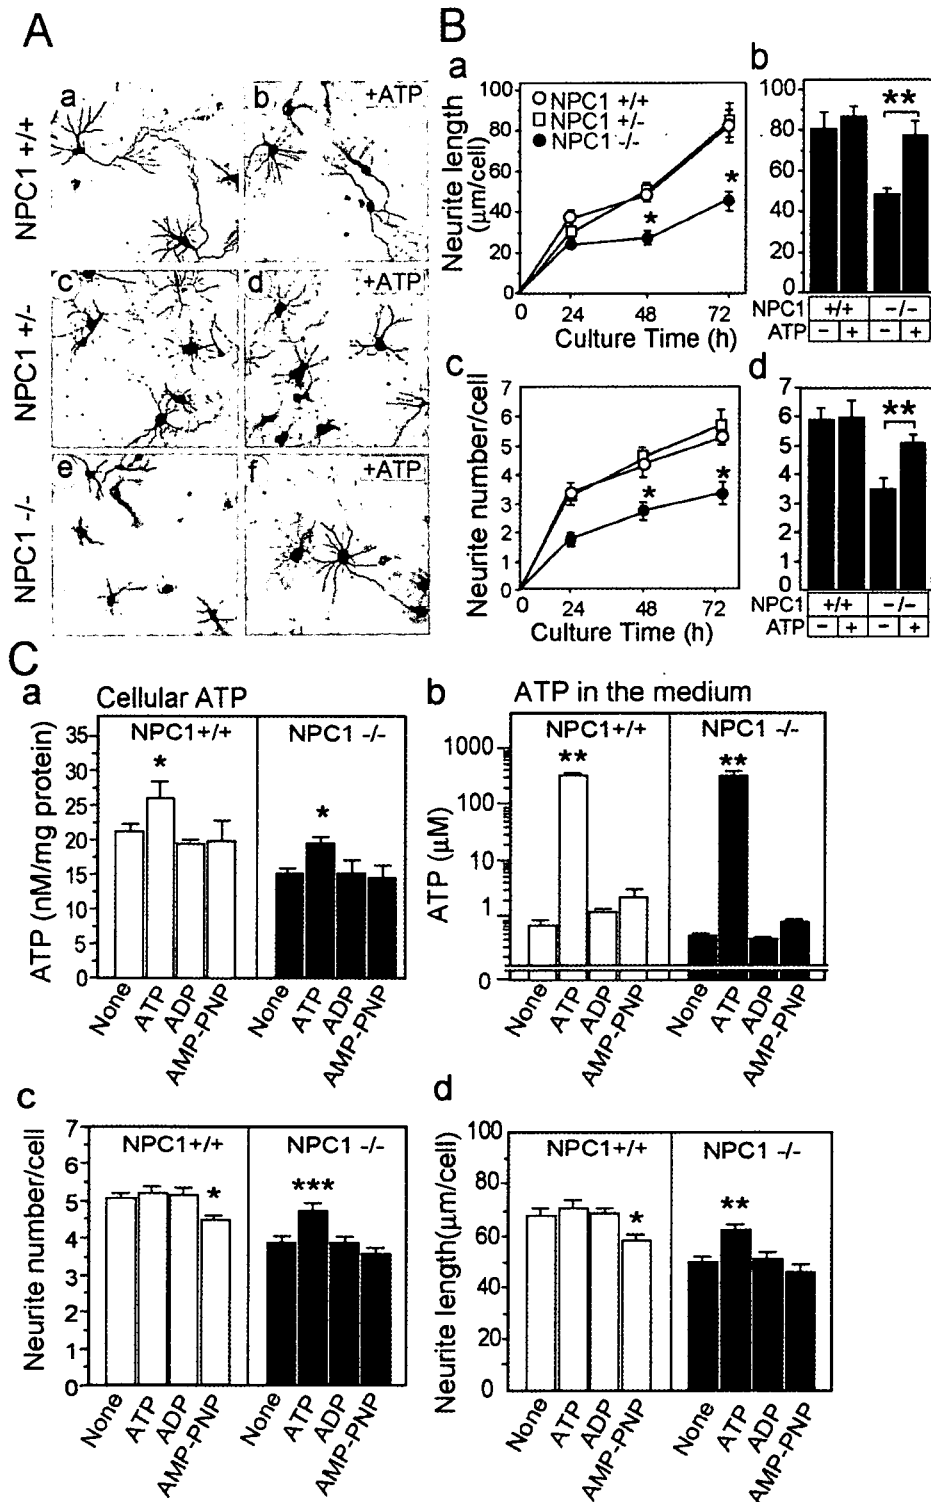 A
NPC1 +/+
a
b
+ATP
NPC1 +/-
c
d
+ATP
NPC1 -/-
e
f
+ATP
B
a
Neurite length
(μm/cell)
100
80
60
40
20
0
NPC1 +/+
NPC1 +/-
NPC1 -/-
*
*
0 24 48 72
Culture Time (h)
b
100
80
60
40
20
0
**
NPC1 +/+ -/-
ATP - + - +
c
Neurite number/cell
7
6
5
4
3
2
1
0
*
*
0 24 48 72
Culture Time (h)
d
7
6
5
4
3
2
1
0
**
NPC1 +/+ -/-
ATP - + - +
C
a
Cellular ATP
ATP (nM/mg protein)
35
30
25
20
15
10
5
0
NPC1+/+
NPC1 -/-
*
*
None ATP ADP AMP-PNP None ATP ADP AMP-PNP
b
ATP in the medium
ATP (μM)
1000
100
10
1
0
NPC1+/+
NPC1 -/-
**
**
None ATP ADP AMP-PNP None ATP ADP AMP-PNP
c
Neurite number/cell
7
6
5
4
3
2
1
0
NPC1+/+
NPC1 -/-
*
***
None ATP ADP AMP-PNP None ATP ADP AMP-PNP
d
Neurite length(μm/cell)
100
80
60
40
20
0
NPC1+/+
NPC1 -/-
*
**
None ATP ADP AMP-PNP None ATP ADP AMP-PNP